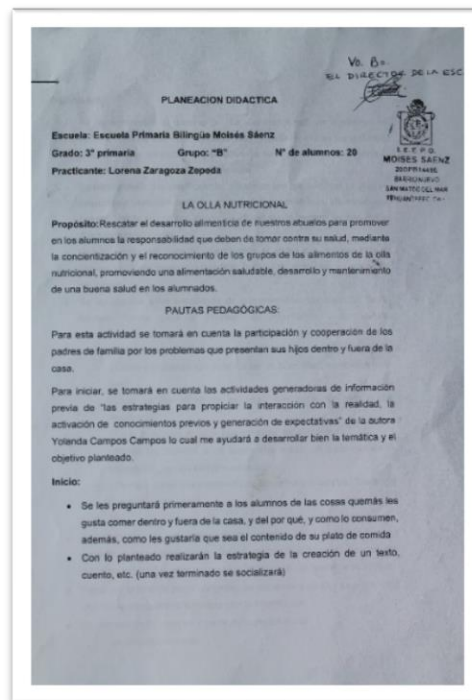 Vo. Bo.
EL DIRECTOR DE LA ESC
PLANEACION DIDACTICA
Escuela: Escuela Primaria Bilingüe Moisés Sáenz
Grado: 3° primaria Grupo: "B" N° de alumnos: 20
Practicante: Lorena Zaragoza Zepeda
I.E.E.P.O.
MOISES SAENZ
BARRIO NUEVO
SAN MATEO DEL MAR
LA OLLA NUTRICIONAL
Propósito: Rescatar el desarrollo alimenticia de nuestros abuelos para promover
en los alumnos la responsabilidad que deben de tomar contra su salud, mediante
la concientización y el reconocimiento de los grupos de los alimentos de la olla
nutricional, promoviendo una alimentación saludable, desarrollo y mantenimiento
de una buena salud en los alumnados.
PAUTAS PEDAGÓGICAS
Para esta actividad se tomará en cuenta la participación y cooperación de los
padres de familia por los problemas que presentan sus hijos dentro y fuera de la
casa.
Para iniciar, se tomará en cuenta las actividades generadoras de información
previa de "las estrategias para propiciar la interacción con la realidad, la
activación de conocimientos previos y generación de expectativas" de la autora
Yolanda Campos Campos lo cual me ayudará a desarrollar bien la temática y el
objetivo planteado.
Inicio:
• Se les preguntará primeramente a los alumnos de las cosas quemás les
gusta comer dentro y fuera de la casa, y del por qué, y como lo consumen,
además, como les gustaría que sea el contenido de su plato de comida
• Con lo planteado realizarán la estrategia de la creación de un texto,
cuento, etc. (una vez terminado se socializará)